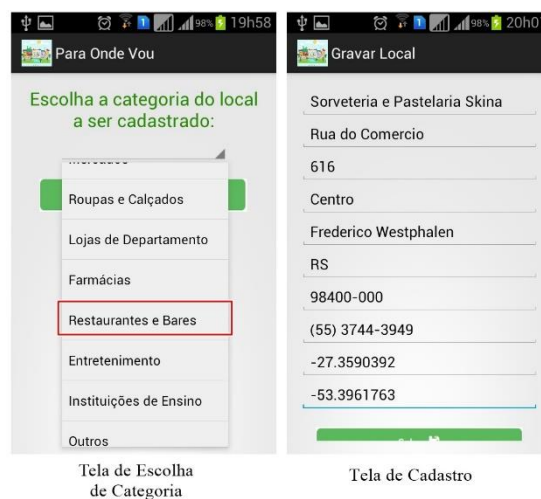 98% 19h58
Para Onde Vou
Escolha a categoria do local
a ser cadastrado:
Roupas e Calçados
Lojas de Departamento
Farmácias
Restaurantes e Bares
Entretenimento
Instituições de Ensino
Outros
Tela de Escolha
de Categoria
98% 20h0
Gravar Local
Sorveteria e Pastelaria Skina
Rua do Comercio
616
Centro
Frederico Westphalen
RS
98400-000
(55) 3744-3949
-27.3590392
-53.3961763
Tela de Cadastro